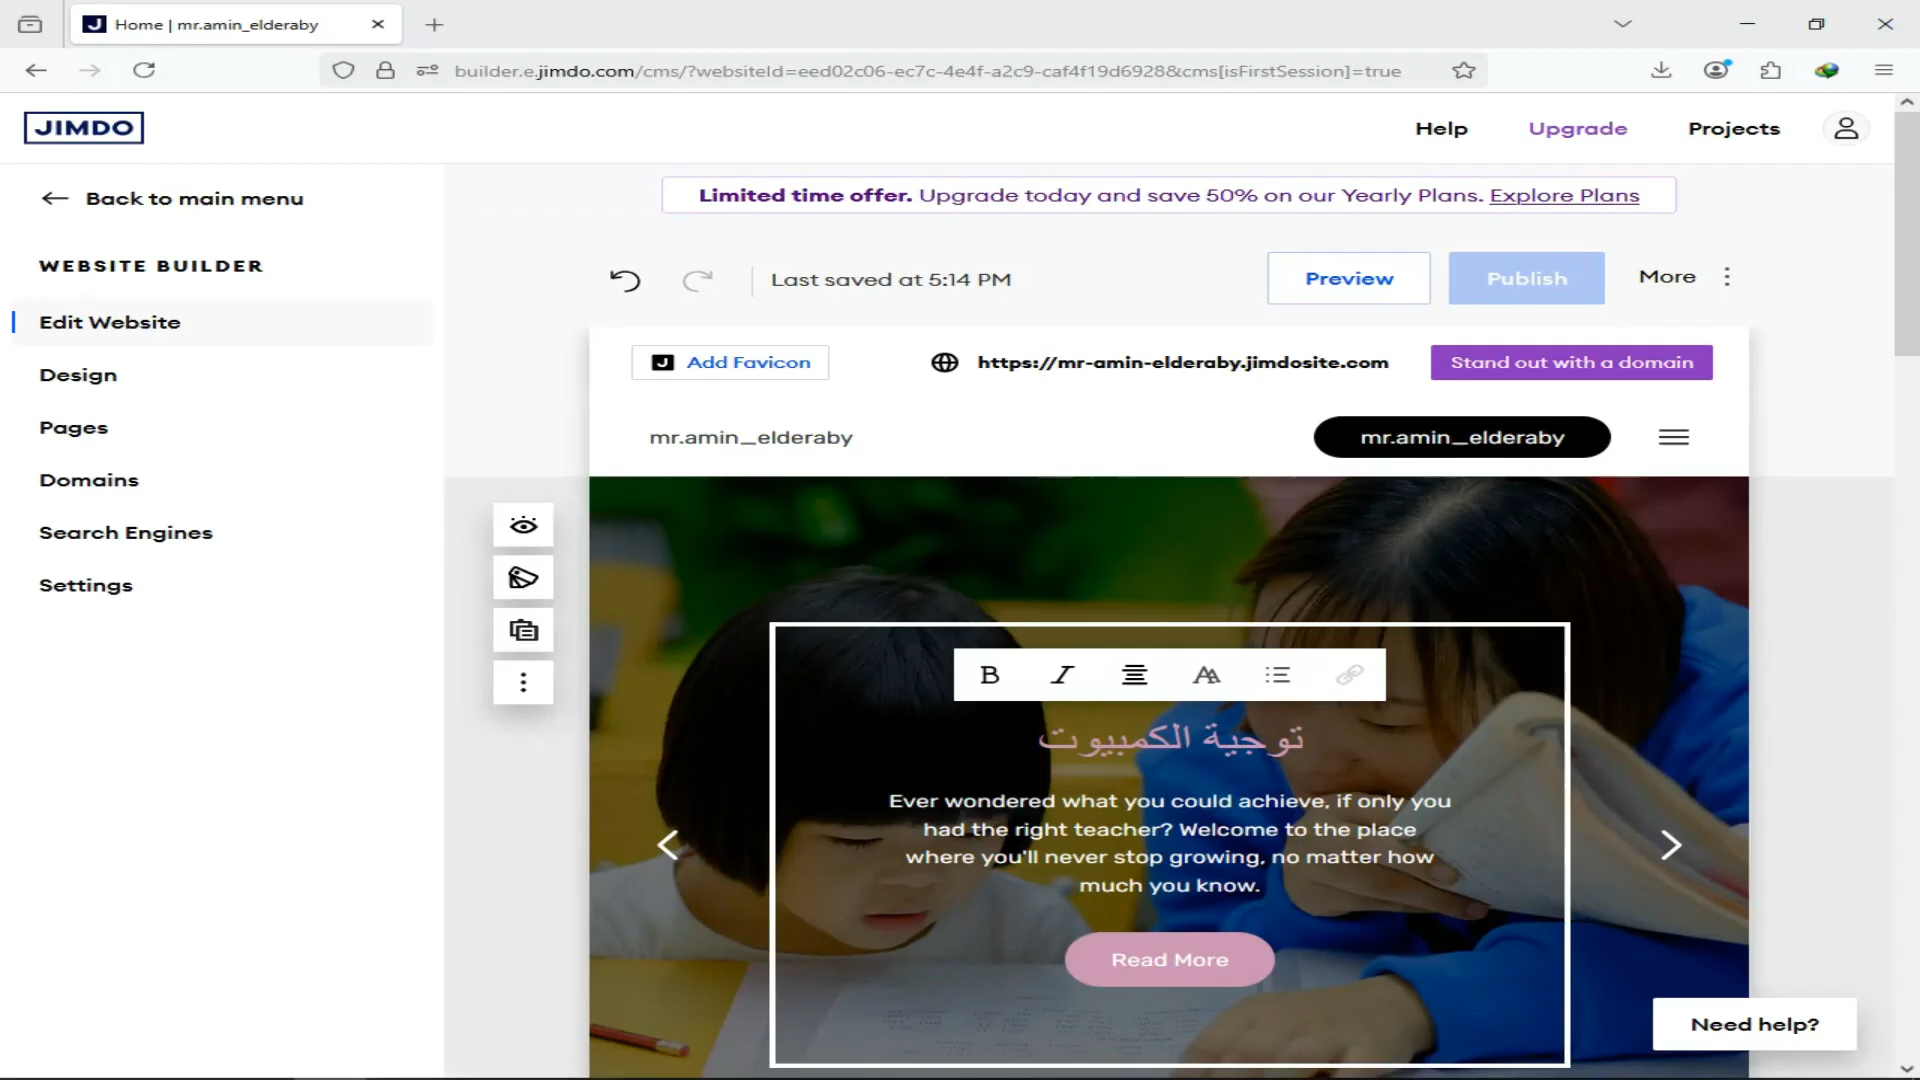 Home | mr.amin_elderaby
builder.e.jimdo.com/cms/?websiteId=eed02c06-ec7c-4e4f-a2c9-caf4f19d6928&cms[isFirstSession]=true
JIMDO
Help
Upgrade
Projects
Back to main menu
Limited time offer. Upgrade today and save 50% on our Yearly Plans. Explore Plans
WEBSITE BUILDER
Last saved at 5:14 PM
Preview
Publish
More
Edit Website
Design
Pages
Domains
Search Engines
Settings
Add Favicon
https://mr-amin-elderaby.jimdosite.com
Stand out with a domain
mr.amin_elderaby
mr.amin_elderaby
توجية الكمبيوت
Ever wondered what you could achieve, if only you
had the right teacher? Welcome to the place
where you'll never stop growing, no matter how
much you know.
Read More
Need help?